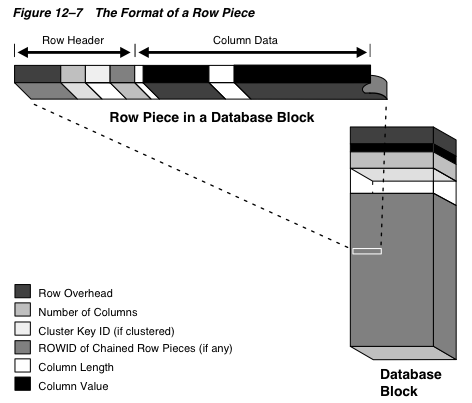 Figure 12–7 The Format of a Row Piece
Row Header
Column Data
Row Piece in a Database Block
Row Overhead
Number of Columns
Cluster Key ID (if clustered)
ROWID of Chained Row Pieces (if any)
Column Length
Column Value
Database
Block